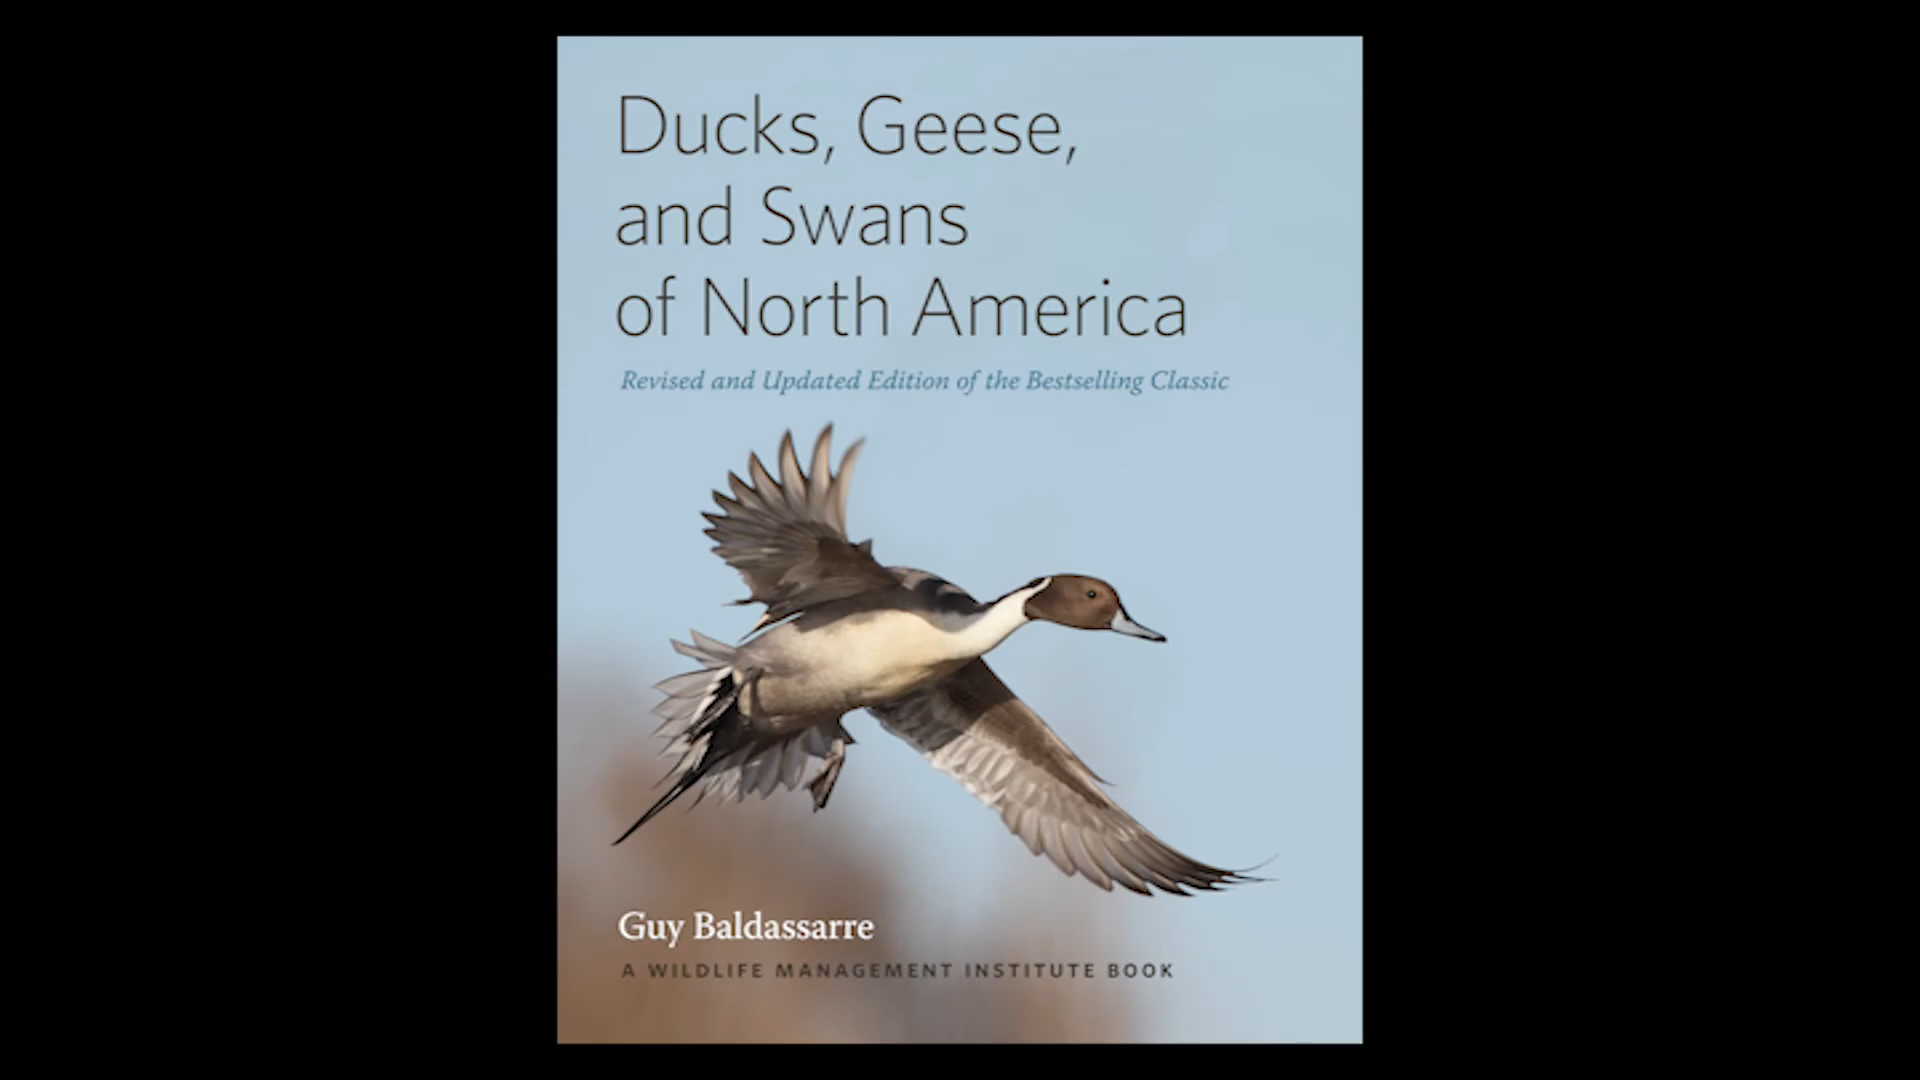 Ducks, Geese,
and Swans
of North America
Revised and Updated Edition of the Bestselling Classic
Guy Baldassarre
A WILDLIFE MANAGEMENT INSTITUTE BOOK